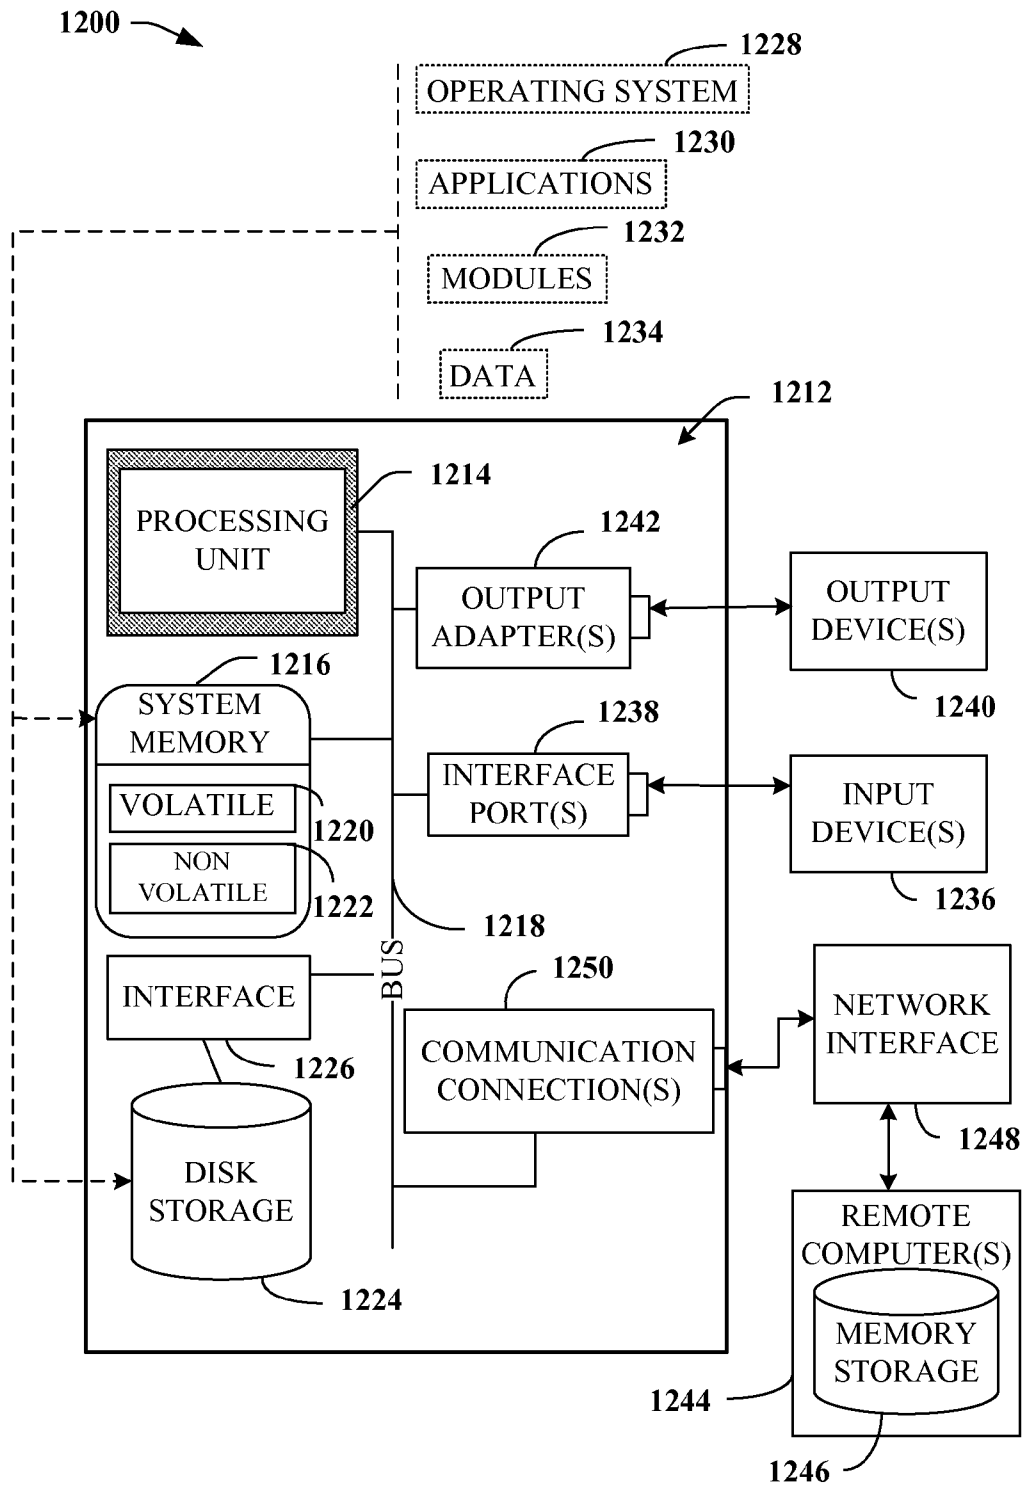 1200
1228
OPERATING SYSTEM
1230
APPLICATIONS
1232
MODULES
1234
DATA
1212
1214
PROCESSING
UNIT
1242
OUTPUT
ADAPTER(S)
OUTPUT
DEVICE(S)
1240
1216
SYSTEM
MEMORY
1238
INTERFACE
PORT(S)
INPUT
DEVICE(S)
1236
VOLATILE
1220
NON
VOLATILE
1222
1218
BUS
INTERFACE
1226
1250
COMMUNICATION
CONNECTION(S)
NETWORK
INTERFACE
1248
DISK
STORAGE
1224
REMOTE
COMPUTER(S)
MEMORY
STORAGE
1244
1246